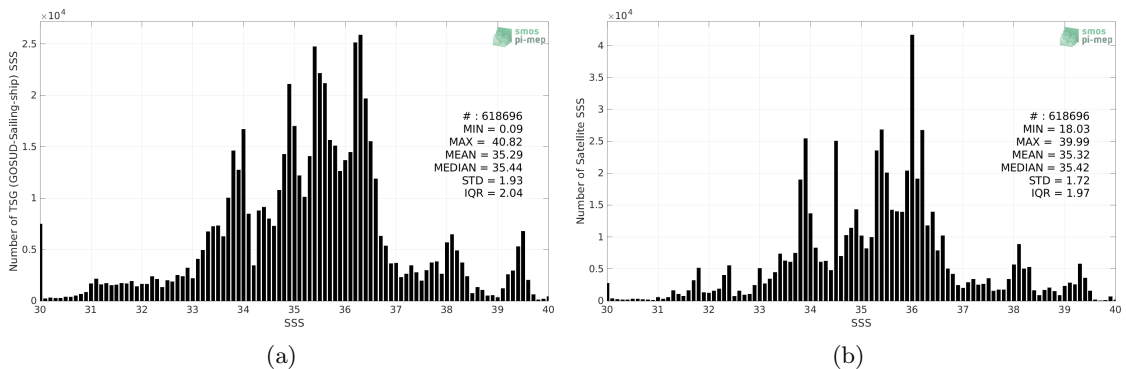 ×10⁴
2.5
2
1.5
1
0.5
0
30 31 32 33 34 35 36 37 38 39 40
SSS
Number of TSG (GOSUD-Sailing-ship) SSS
smos
pi-mep
# : 618696
MIN = 0.09
MAX = 40.82
MEAN = 35.29
MEDIAN = 35.44
STD = 1.93
IQR = 2.04
(a)
×10⁴
4
3.5
3
2.5
2
1.5
1
0.5
0
30 31 32 33 34 35 36 37 38 39 40
SSS
Number of Satellite SSS
smos
pi-mep
# : 618696
MIN = 18.03
MAX = 39.99
MEAN = 35.32
MEDIAN = 35.42
STD = 1.72
IQR = 1.97
(b)